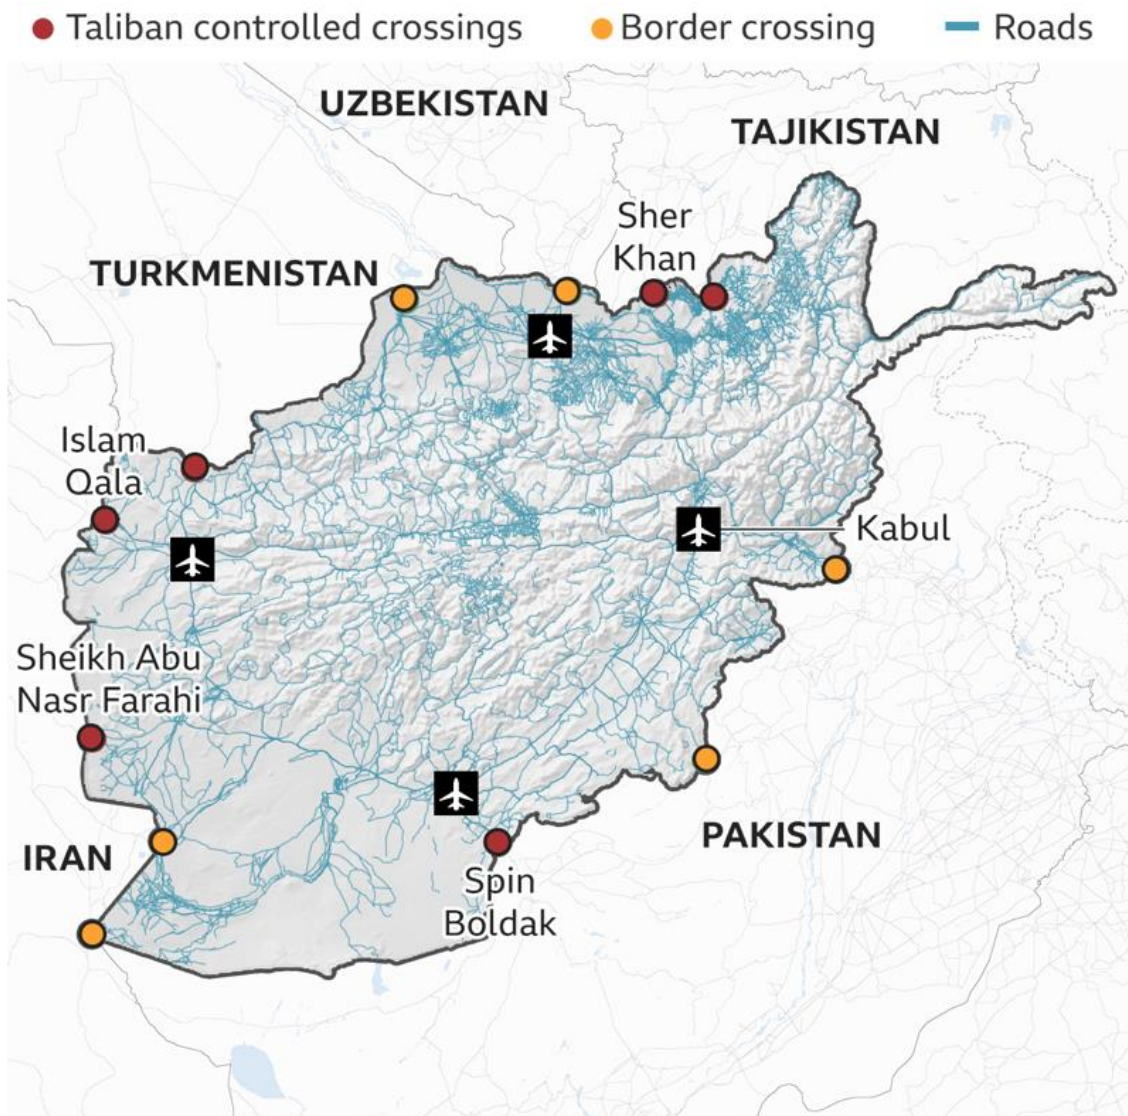 Taliban controlled crossings
Border crossing
Roads
UZBEKISTAN
TAJIKISTAN
Sher
Khan
TURKMENISTAN
Islam
Qala
Kabul
Sheikh Abu
Nasr Farahi
PAKISTAN
IRAN
Spin
Boldak